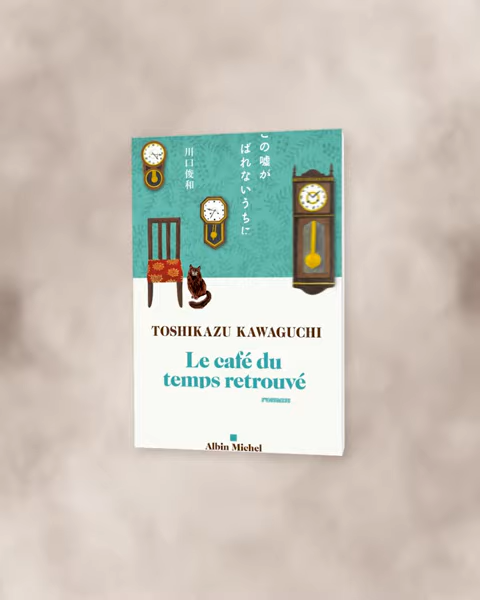 この嘘が
ばれないうちに
川口俊和
TOSHIKAZU KAWAGUCHI
Le café du
temps retrouvé
roman
Albin Michel